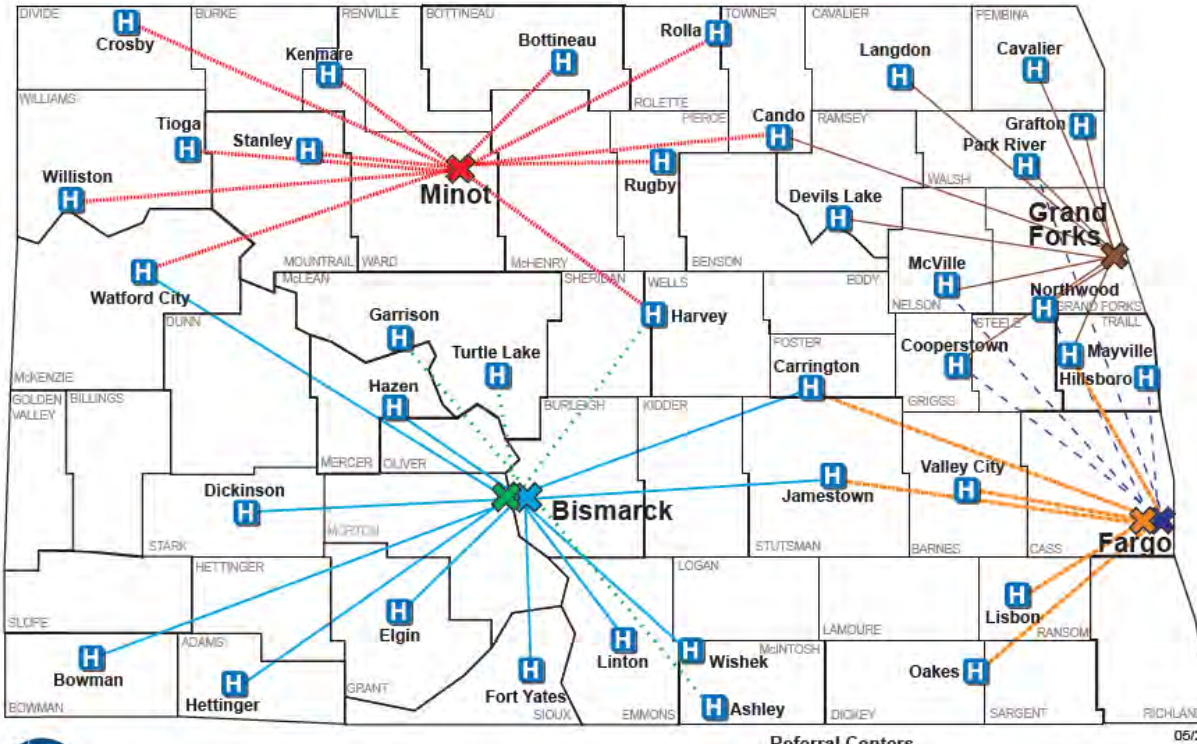 DIVIDE
BURKE
RENVILLE
BOTTINEAU
TOWNER
CAVALIER
PEMBINA
H
Crosby
H
Kenmare
Bottineau
H
Rolla
H
Langdon
H
Cavalier
H
WILLIAMS
ROLETTE
PIERCE
Cando
H
RAMSEY
Grafton
H
Tioga
H
Stanley
H
Park River
H
Williston
H
Minot
H
Rugby
WALSH
Devils Lake
H
Grand
Forks
H
Watford City
MOUNTRAIL
WARD
McHENRY
BENSON
McLEAN
SHERIDAN
WELLS
EDDY
McVille
H
NELSON
Northwood
H
GRAND FORKS
DUNN
Garrison
H
H
Harvey
STEELE
TRAILL
Turtle Lake
H
FOSTER
Carrington
H
Cooperstown
H
H
Mayville
Hillsboro
H
McKENZIE
GOLDEN
VALLEY
BILLINGS
Hazen
H
BURLEIGH
KIDDER
GRIGGS
MERCER
OLIVER
Dickinson
H
Bismarck
H
Jamestown
Valley City
H
MORTON
STARK
STUTSMAN
BARNES
CASS
Fargo
HETTINGER
LOGAN
SLOPE
H
Elgin
LAMOURE
H
Lisbon
RANSOM
ADAMS
H
Bowman
H
Linton
H
Wishek
McINTOSH
Oakes
H
H
Hettinger
GRANT
H
Fort Yates
H
Ashley
BOWMAN
SIOUX
EMMONS
DICKEY
SARGENT
RICHLAN
Referral Centers
05/2